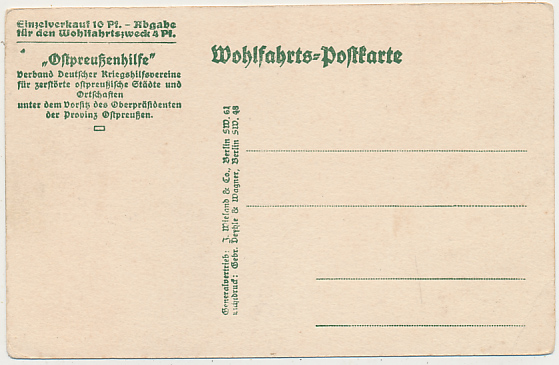 Einzelverkauf 10 Pf. - Abgabe
für den Wohlfahrtszweck 4 Pf.
„Ostpreußenhilfe"
Verband Deutscher Kriegshilfsvereine
für zerstörte ostpreußische Städte und
Ortschaften
unter dem Vorsitz des Oberpräsidenten
der Provinz Ostpreußen.
Wohlfahrts-Postkarte
Generalvertrieb: J. Wieland & Co., Berlin SW. 61
Lichtdruck: Gebr. & Wagner, Berlin SW. 48